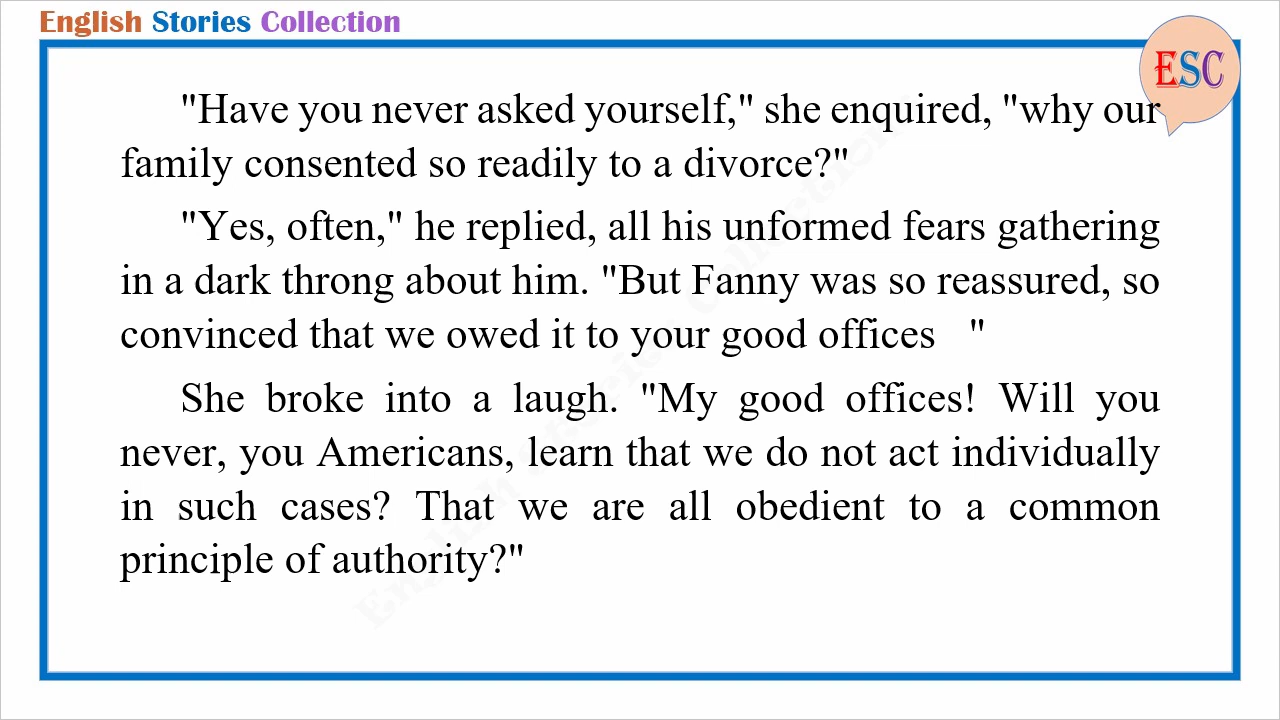 English Stories Collection
ESC
"Have you never asked yourself," she enquired, "why our
family consented so readily to a divorce?"
"Yes, often," he replied, all his unformed fears gathering
in a dark throng about him. "But Fanny was so reassured, so
convinced that we owed it to your good offices "
She broke into a laugh. "My good offices! Will you
never, you Americans, learn that we do not act individually
in such cases? That we are all obedient to a common
principle of authority?"
English Stories Collection